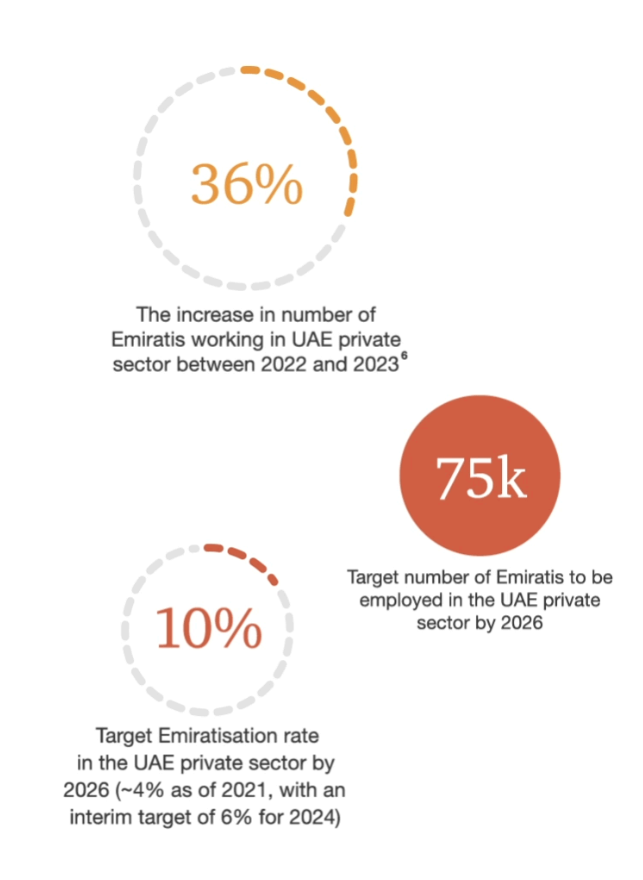 36%
The increase in number of
Emiratis working in UAE private
sector between 2022 and 2023⁶
75k
Target number of Emiratis to be
employed in the UAE private
sector by 2026
10%
Target Emiratisation rate
in the UAE private sector by
2026 (~4% as of 2021, with an
interim target of 6% for 2024)